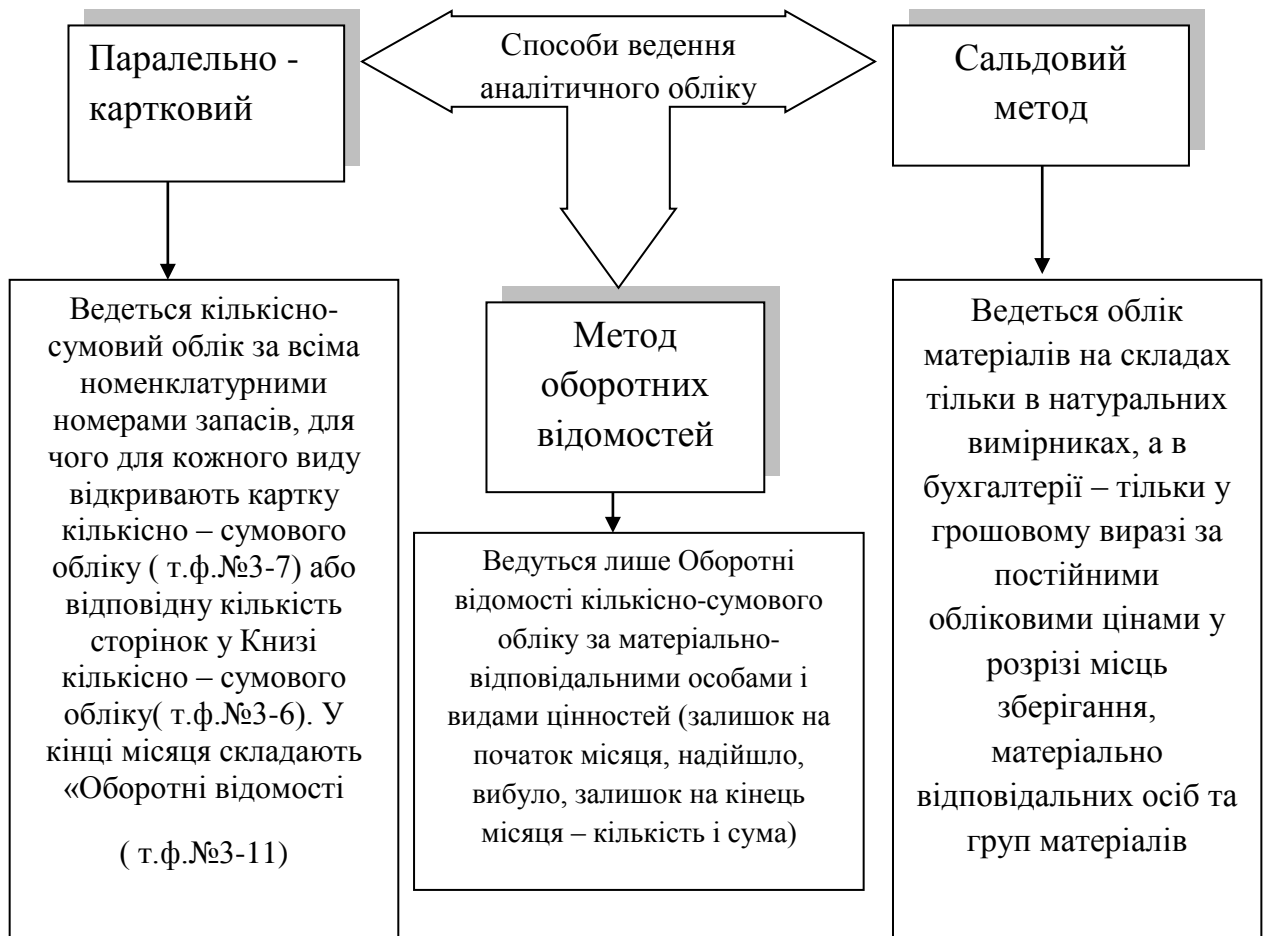 Способи ведення
аналітичного обліку
Паралельно -
картковий
Сальдовий
метод
Ведеться кількісно-
сумовий облік за всіма
номенклатурними
номерами запасів, для
чого для кожного виду
відкривають картку
кількісно – сумового
обліку ( т.ф.№З-7) або
відповідну кількість
сторінок у Книзі
кількісно – сумового
обліку( т.ф.№З-6). У
кінці місяця складають
«Оборотні відомості
( т.ф.№З-11)
Метод
оборотних
відомостей
Ведуться лише Оборотні
відомості кількісно-сумового
обліку за матеріально-
відповідальними особами і
видами цінностей (залишок на
початок місяця, надійшло,
вибуло, залишок на кінець
місяця – кількість і сума)
Ведеться облік
матеріалів на складах
тільки в натуральних
вимірниках, а в
бухгалтерії – тільки у
грошовому виразі за
постійними
обліковими цінами у
розрізі місць
зберігання,
матеріально
відповідальних осіб та
груп матеріалів